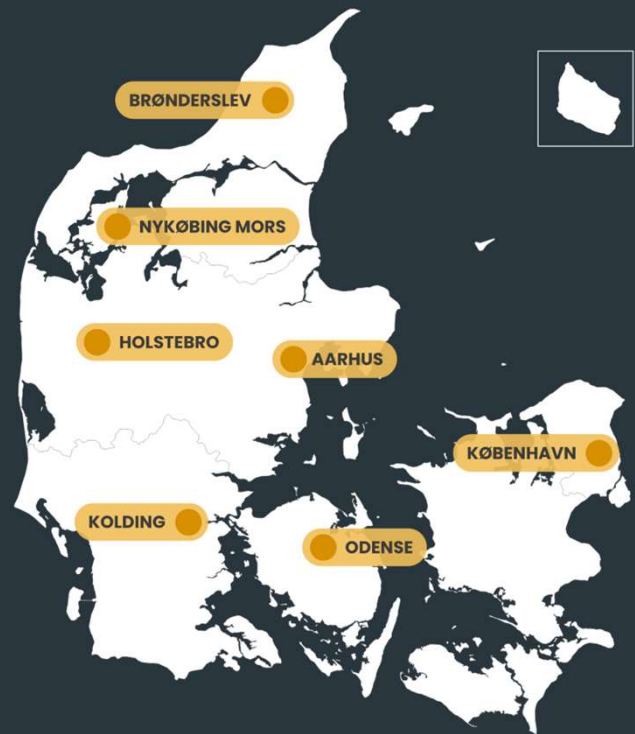 BRØNDERSLEV
NYKØBING MORS
HOLSTEBRO
AARHUS
KØBENHAVN
KOLDING
ODENSE